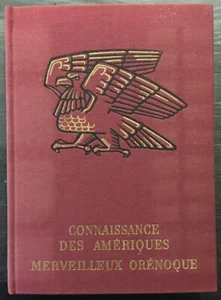 CONNAISSANCE
DES AMÉRIQUES
MERVEILLEUX ORÉNOQUE